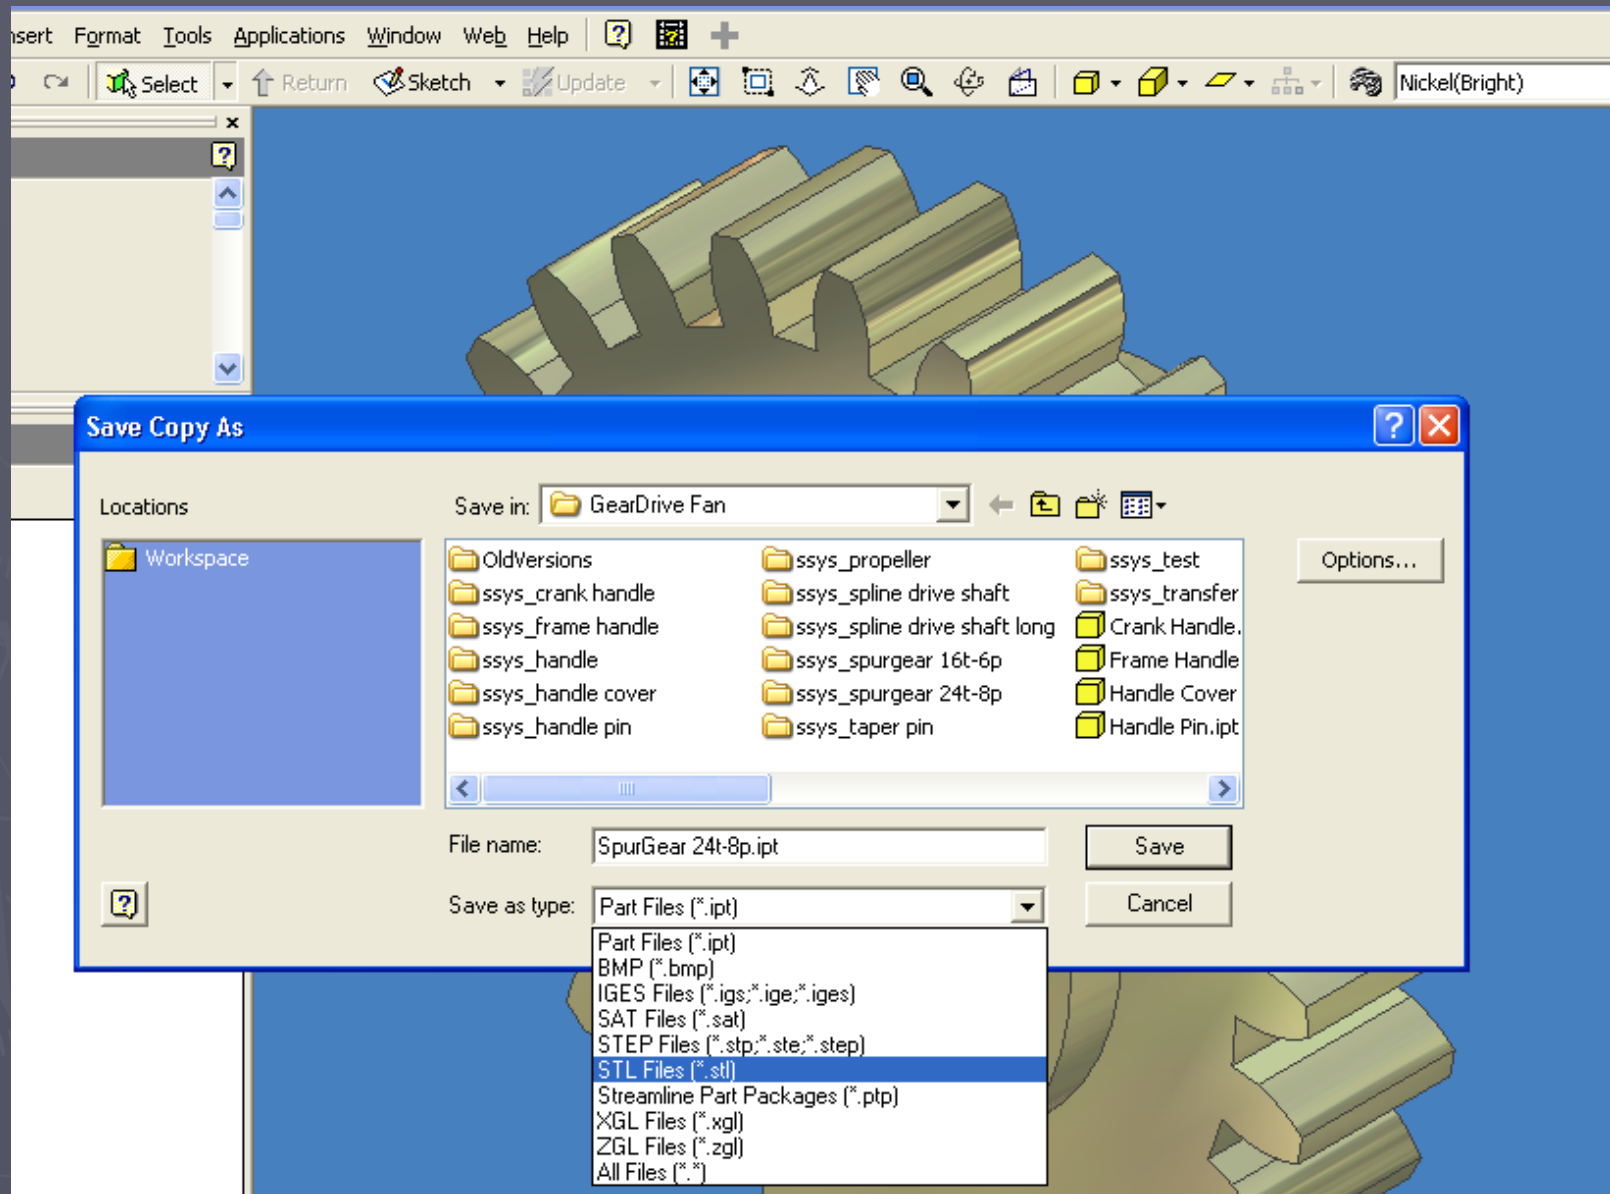 Format Tools Applications Window Web Help
Select Return Sketch Update Nickel(Bright)
Save Copy As
Locations Save in: GearDrive Fan
Workspace
OldVersions ssys_propeller ssys_test Options...
ssys_crank handle ssys_spline drive shaft ssys_transfer
ssys_frame handle ssys_spline drive shaft long Crank Handle.
ssys_handle ssys_spurgear 16t-6p Frame Handle
ssys_handle cover ssys_spurgear 24t-8p Handle Cover
ssys_handle pin ssys_taper pin Handle Pin.ipt
File name: SpurGear 24t-8p.ipt Save
Save as type: Part Files (*.ipt) Cancel
Part Files (*.ipt)
BMP (*.bmp)
IGES Files (*.igs;*.ige;*.iges)
SAT Files (*.sat)
STEP Files (*.stp;*.ste;*.step)
STL Files (*.stl)
Streamline Part Packages (*.ptp)
XGL Files (*.xgl)
ZGL Files (*.zgl)
All Files (*.*)